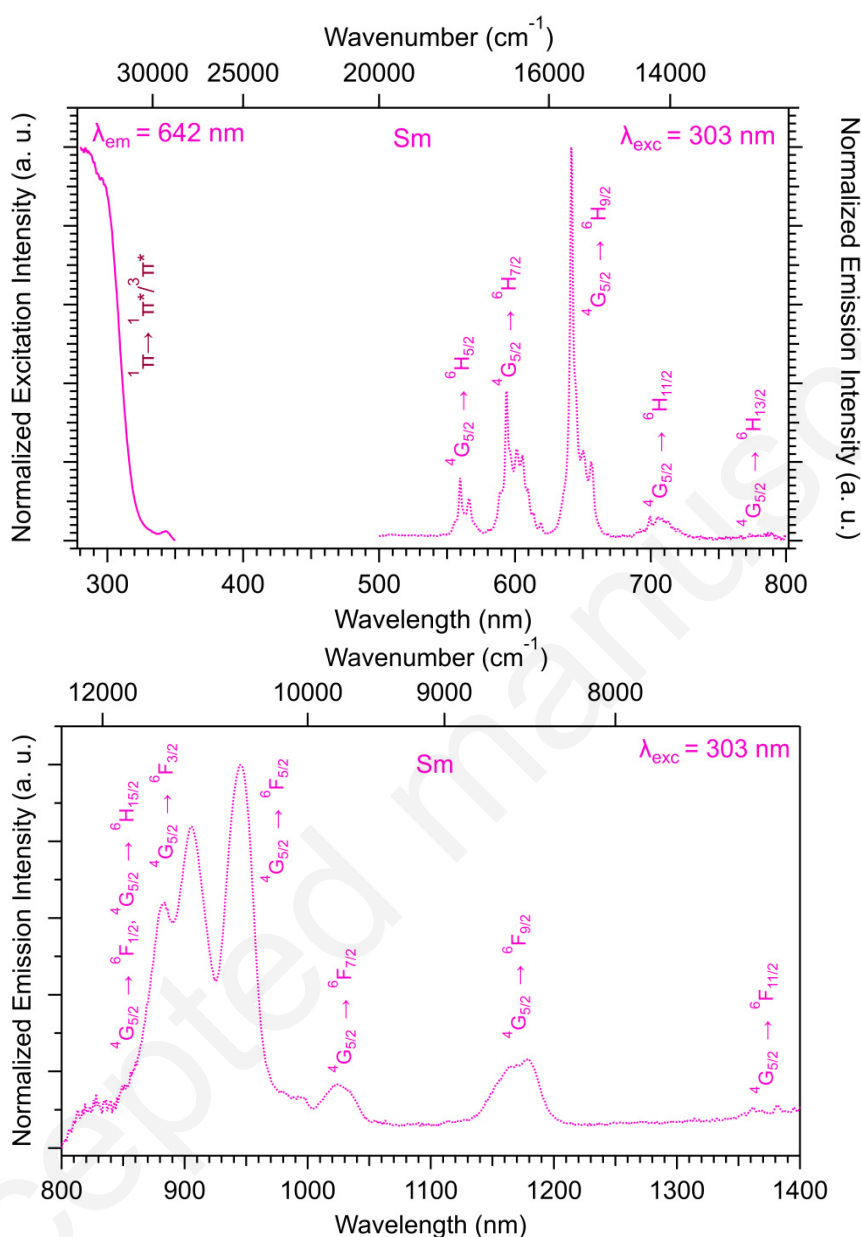 Wavenumber (cm⁻¹)
30000 25000 20000 16000 14000
λem = 642 nm Sm λexc = 303 nm
Normalized Excitation Intensity (a. u.)
¹π→ ¹π*/³π*
⁴G5/2 → ⁶H5/2
⁴G5/2 → ⁶H7/2
⁴G5/2 → ⁶H9/2
⁴G5/2 → ⁶H11/2
⁴G5/2 → ⁶H13/2
Normalized Emission Intensity (a. u.)
300 400 500 600 700 800
Wavelength (nm)
Wavenumber (cm⁻¹)
12000 10000 9000 8000
Sm λexc = 303 nm
Normalized Emission Intensity (a. u.)
⁴G5/2 → ⁶F1/2, ⁴G5/2 → ⁶H15/2
⁴G5/2 → ⁶F3/2
⁴G5/2 → ⁶F5/2
⁴G5/2 → ⁶F7/2
⁴G5/2 → ⁶F9/2
⁴G5/2 → ⁶F11/2
800 900 1000 1100 1200 1300 1400
Wavelength (nm)
cepted manusc